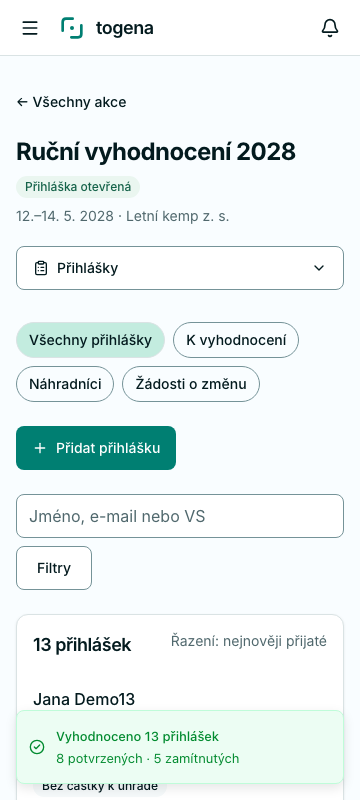 togena
← Všechny akce
Ruční vyhodnocení 2028
Přihláška otevřená
12.–14. 5. 2028 · Letní kemp z. s.
Přihlášky
Všechny přihlášky
K vyhodnocení
Náhradníci
Žádosti o změnu
+ Přidat přihlášku
Jméno, e-mail nebo VS
Filtry
13 přihlášek
Řazení: nejnověji přijaté
Jana Demo13
Vyhodnoceno 13 přihlášek
8 potvrzených · 5 zamítnutých
Bez částky k úhradě